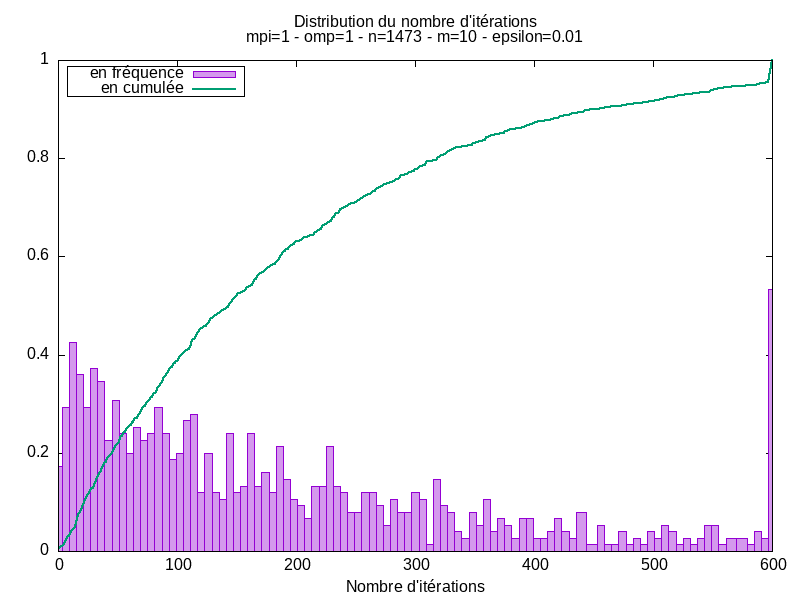 Distribution du nombre d'itérations
mpi=1 - omp=1 - n=1473 - m=10 - epsilon=0.01
en fréquence
en cumulée
1
0.8
0.6
0.4
0.2
0
0 100 200 300 400 500 600
Nombre d'itérations